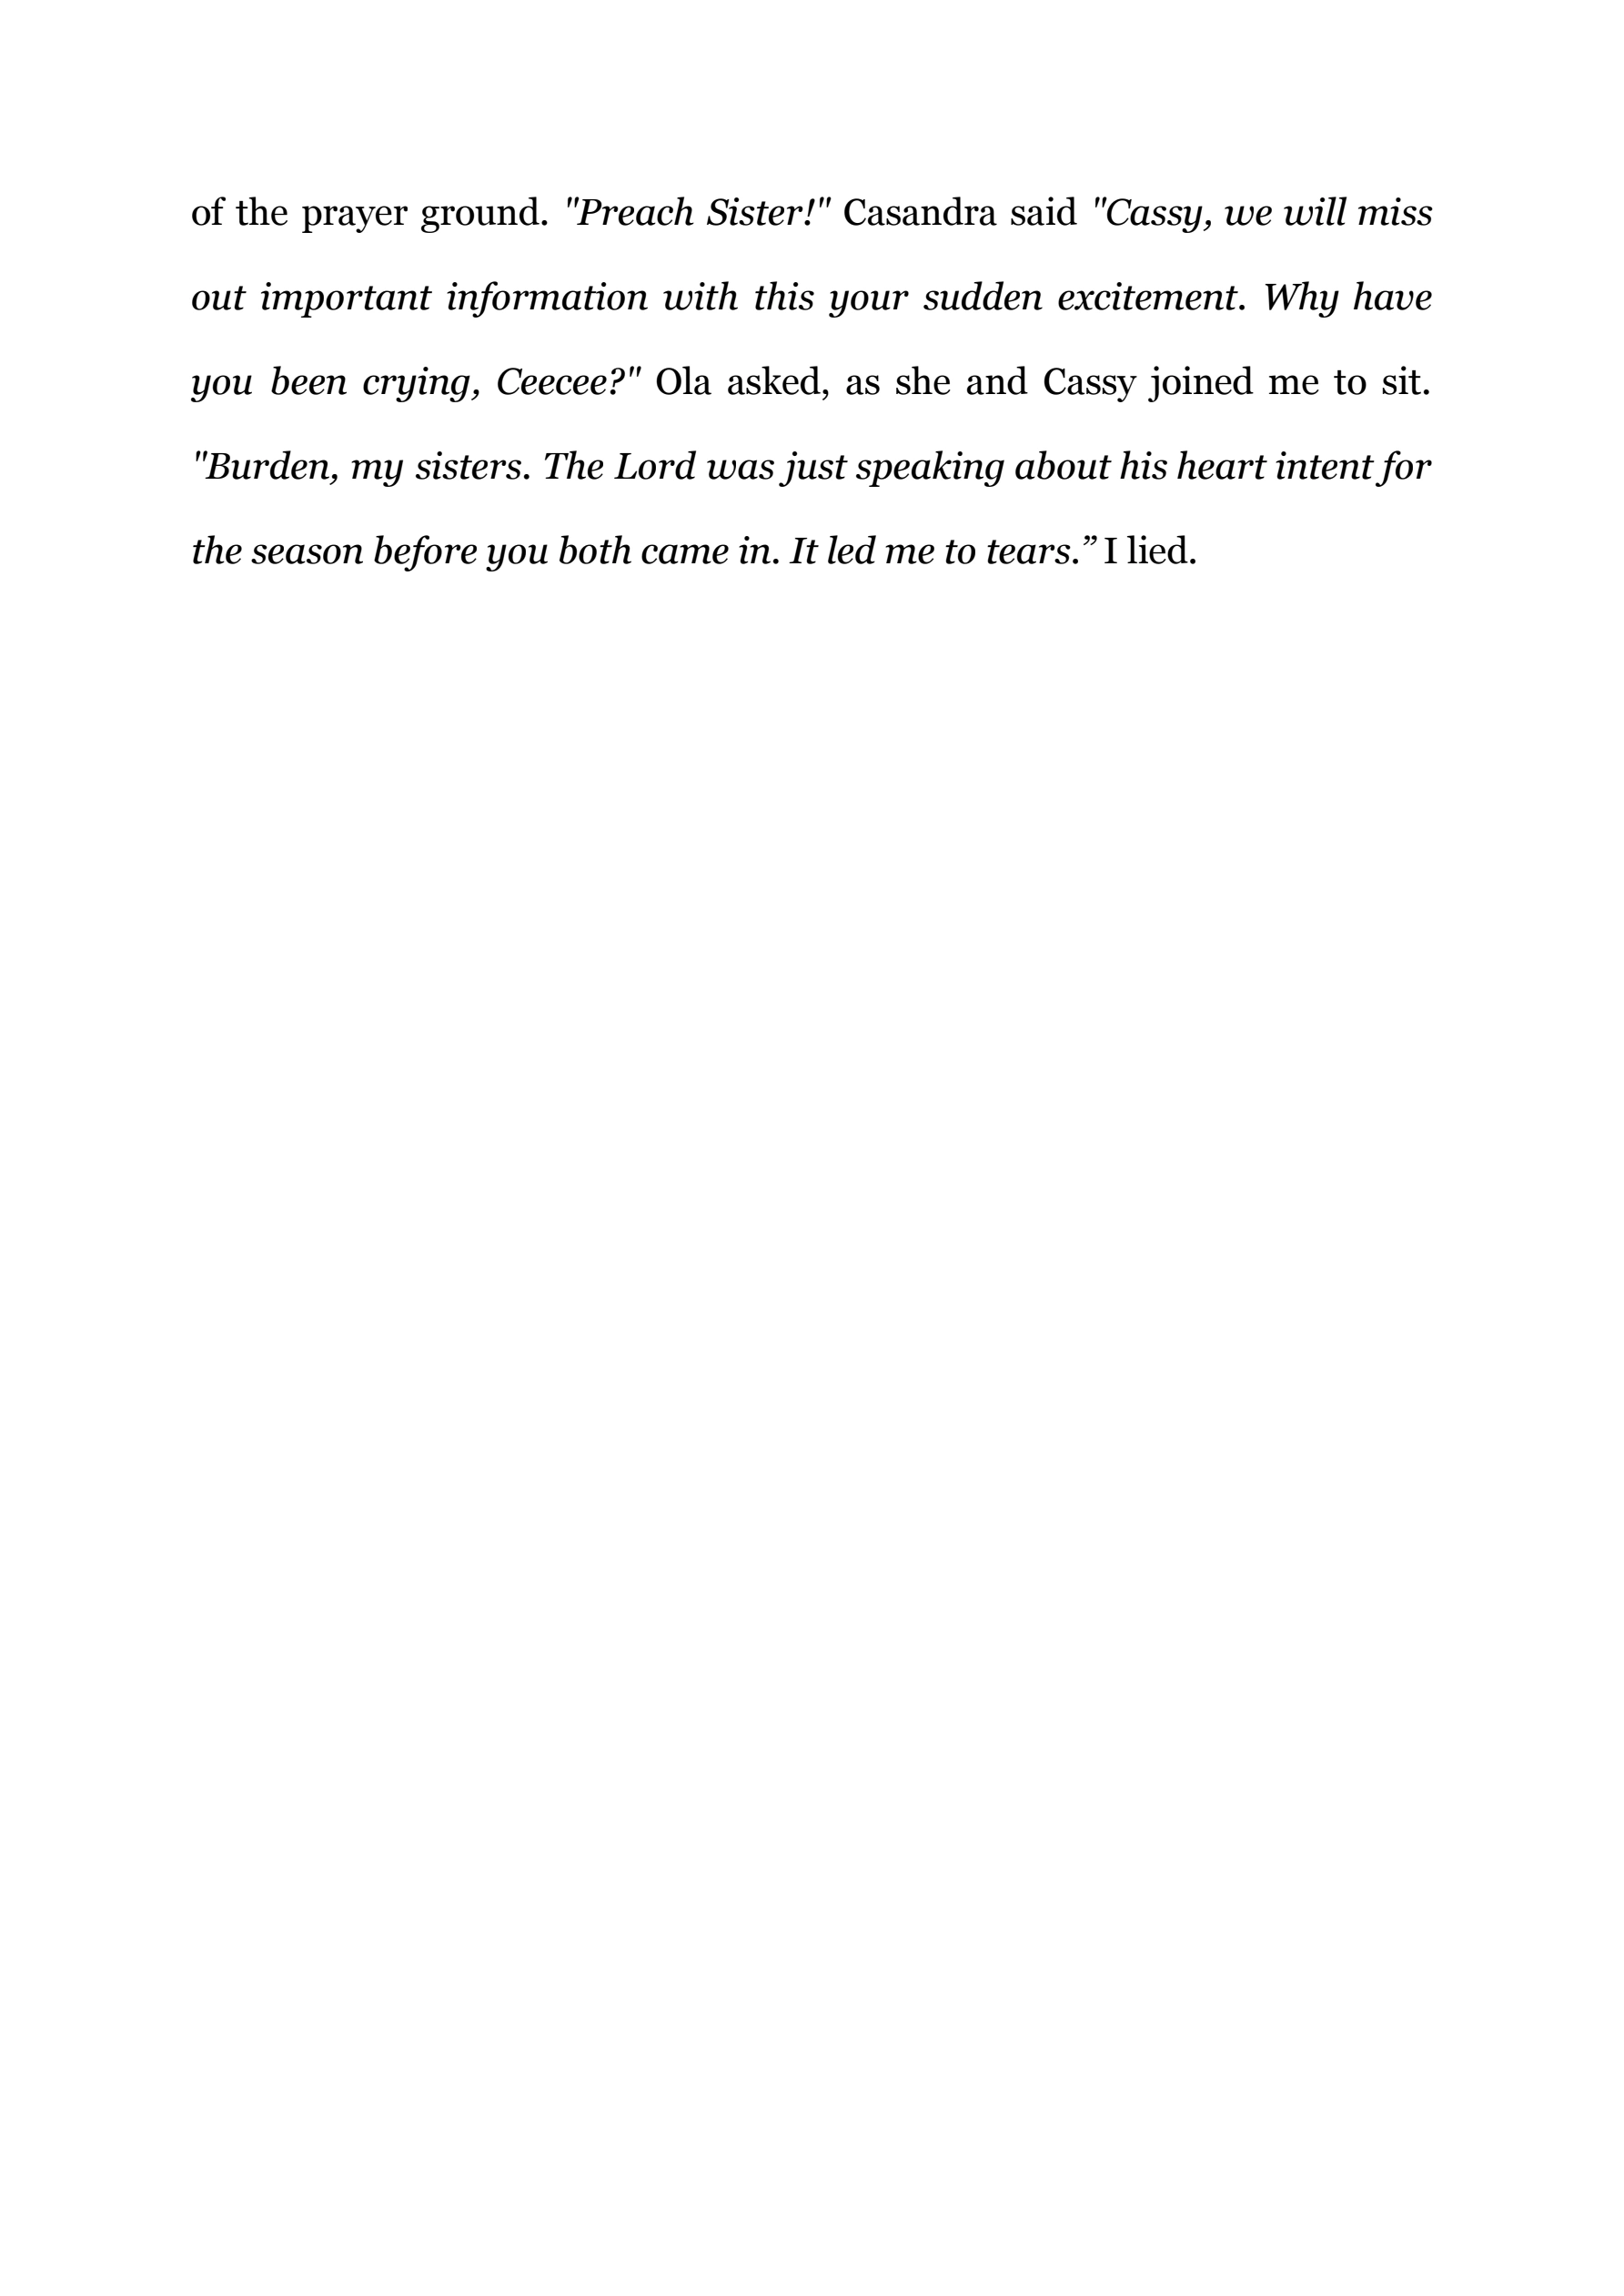 of the prayer ground. "Preach Sister!" Casandra said "Cassy, we will miss
out important information with this your sudden excitement. Why have
you been crying, Ceecee?" Ola asked, as she and Cassy joined me to sit.
"Burden, my sisters. The Lord was just speaking about his heart intent for
the season before you both came in. It led me to tears.” I lied.